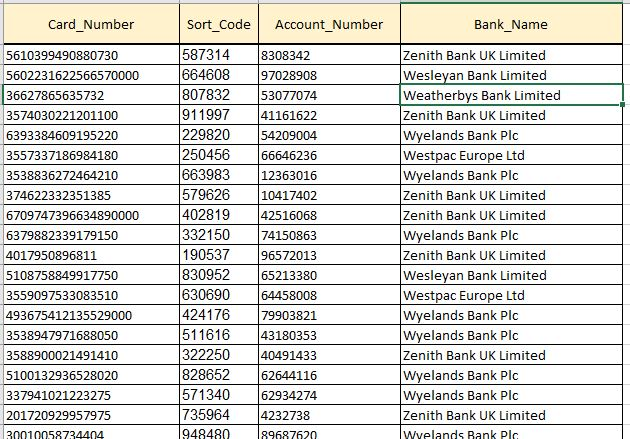 Card_Number Sort_Code Account_Number Bank_Name
5610399490880730 587314 8308342 Zenith Bank UK Limited
5602231622566570000 664608 97028908 Wesleyan Bank Limited
36627865635732 807832 53077074 Weatherbys Bank Limited
3574030221201100 911997 41161622 Zenith Bank UK Limited
6393384609195220 229820 54209004 Wyelands Bank Plc
3557337186984180 250456 66646236 Westpac Europe Ltd
3538836272464210 663983 12363016 Wyelands Bank Plc
374622332351385 579626 10417402 Zenith Bank UK Limited
6709747396634890000 402819 42516068 Zenith Bank UK Limited
6379882339179150 332150 74150863 Wyelands Bank Plc
4017950896811 190537 96572013 Zenith Bank UK Limited
5108758849917750 830952 65213380 Wesleyan Bank Limited
3559097533083510 630690 64458008 Westpac Europe Ltd
493675412135529000 424176 79903821 Wyelands Bank Plc
3538947971688050 511616 43180353 Wyelands Bank Plc
3588900021491410 322250 40491433 Zenith Bank UK Limited
5100132936528020 828652 62644116 Wyelands Bank Plc
337941021223275 571340 62934274 Wyelands Bank Plc
201720929957975 735964 4232738 Zenith Bank UK Limited
30010058734404 948480 89687620 Wyelands Bank Plc